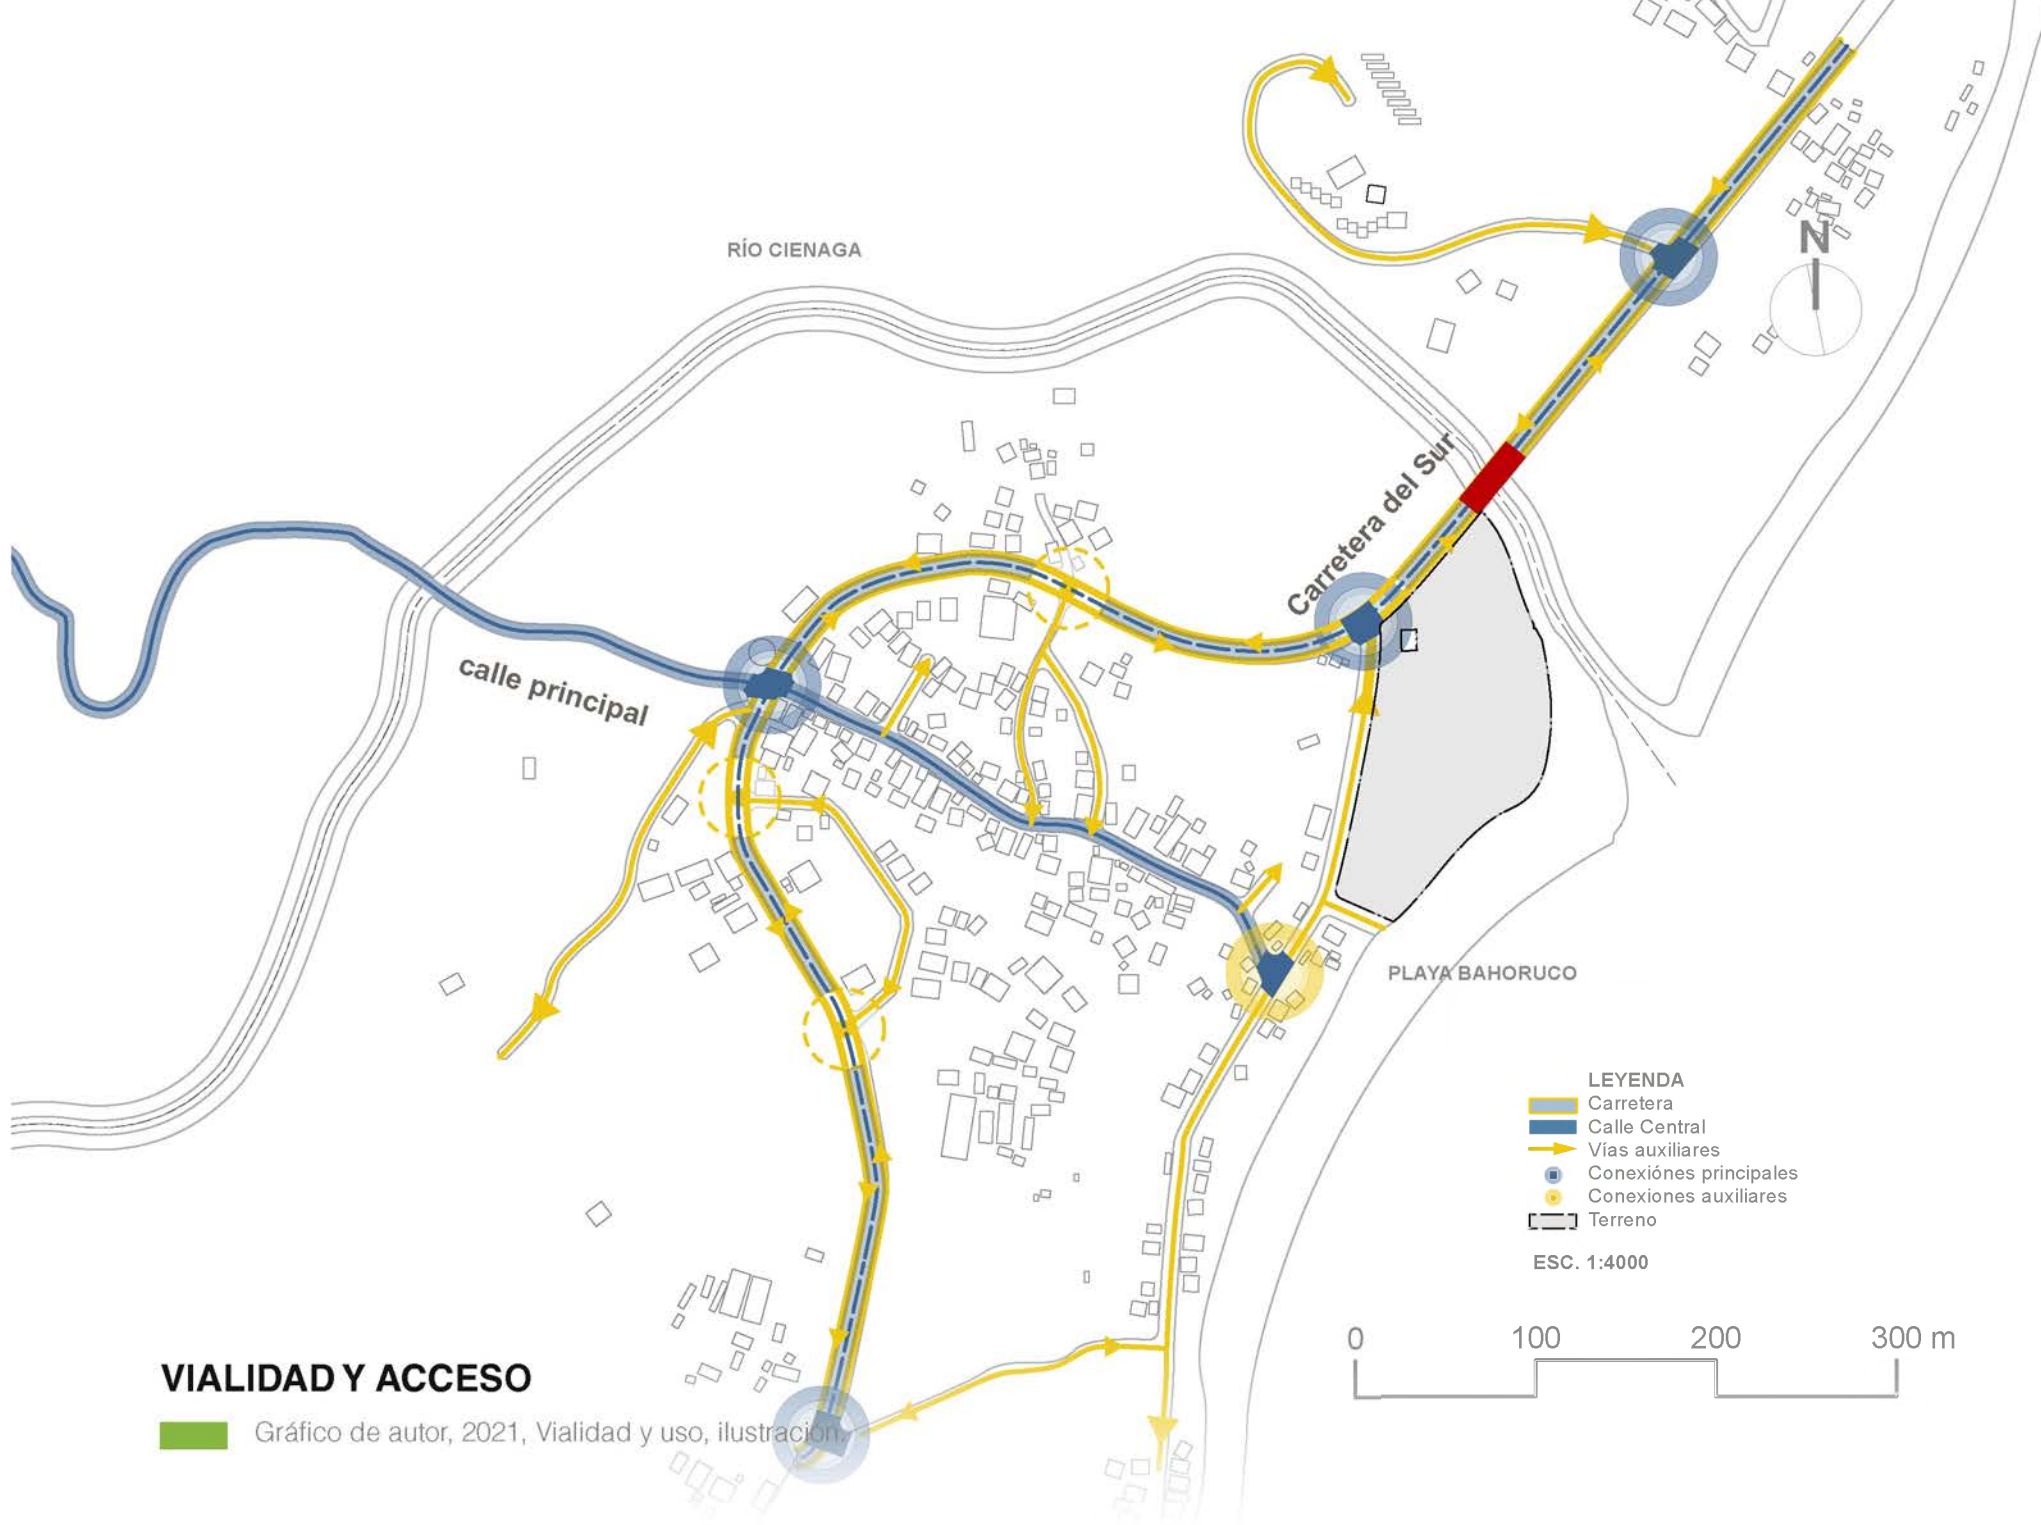 N
RÍO CIENAGA
Carretera del Sur
calle principal
PLAYA BAHORUCO
LEYENDA
Carretera
Calle Central
Vías auxiliares
Conexiónes principales
Conexiones auxiliares
Terreno
ESC. 1:4000
0 100 200 300 m
VIALIDAD Y ACCESO
Gráfico de autor, 2021, Vialidad y uso, ilustración.